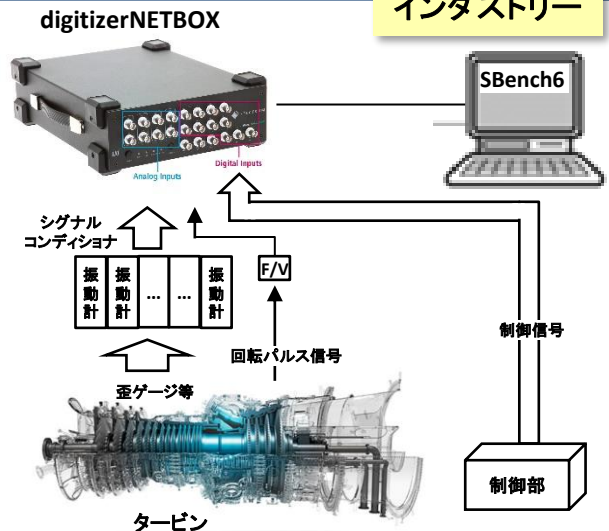 インダストリー
digitizerNETBOX
SBench6
Analog Inputs
Digital Inputs
シグナル
コンディショナ
F/V
振動計
振動計
...
...
振動計
回転パルス信号
制御信号
歪ゲージ等
制御部
タービン